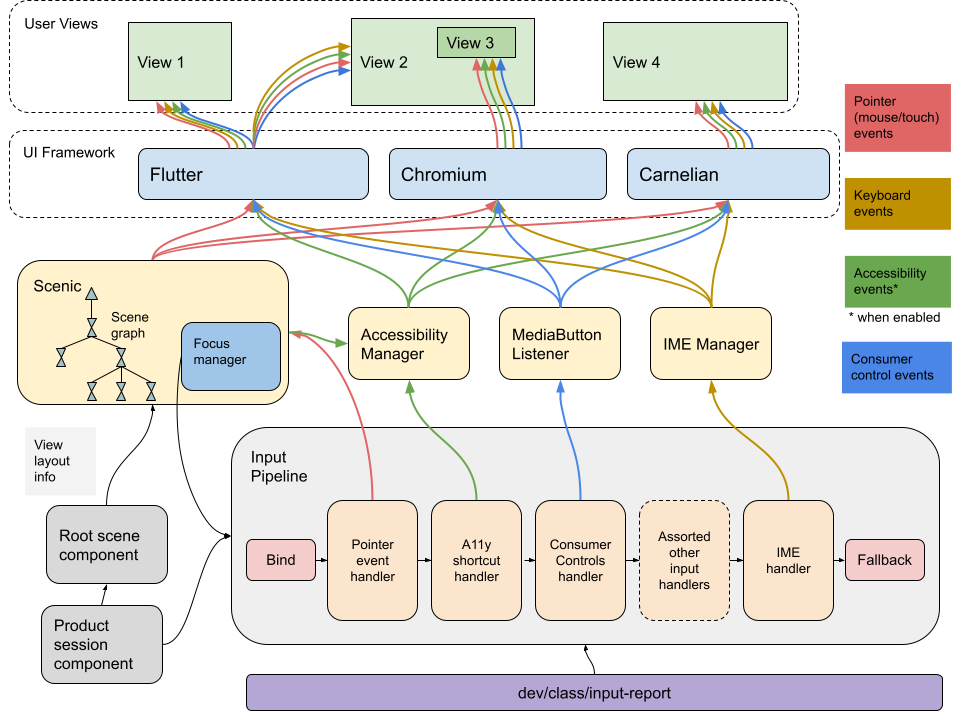 User Views
View 1
View 2
View 3
View 4
UI Framework
Flutter
Chromium
Carnelian
Pointer
(mouse/touch)
events
Keyboard
events
Accessibility
events*
* when enabled
Consumer
control events
Scenic
Scene
graph
Focus
manager
Accessibility
Manager
MediaButton
Listener
IME Manager
View
layout
info
Input
Pipeline
Root scene
component
Product
session
component
Bind
Pointer
event
handler
A11y
shortcut
handler
Consumer
Controls
handler
Assorted
other
input
handlers
IME
handler
Fallback
dev/class/input-report